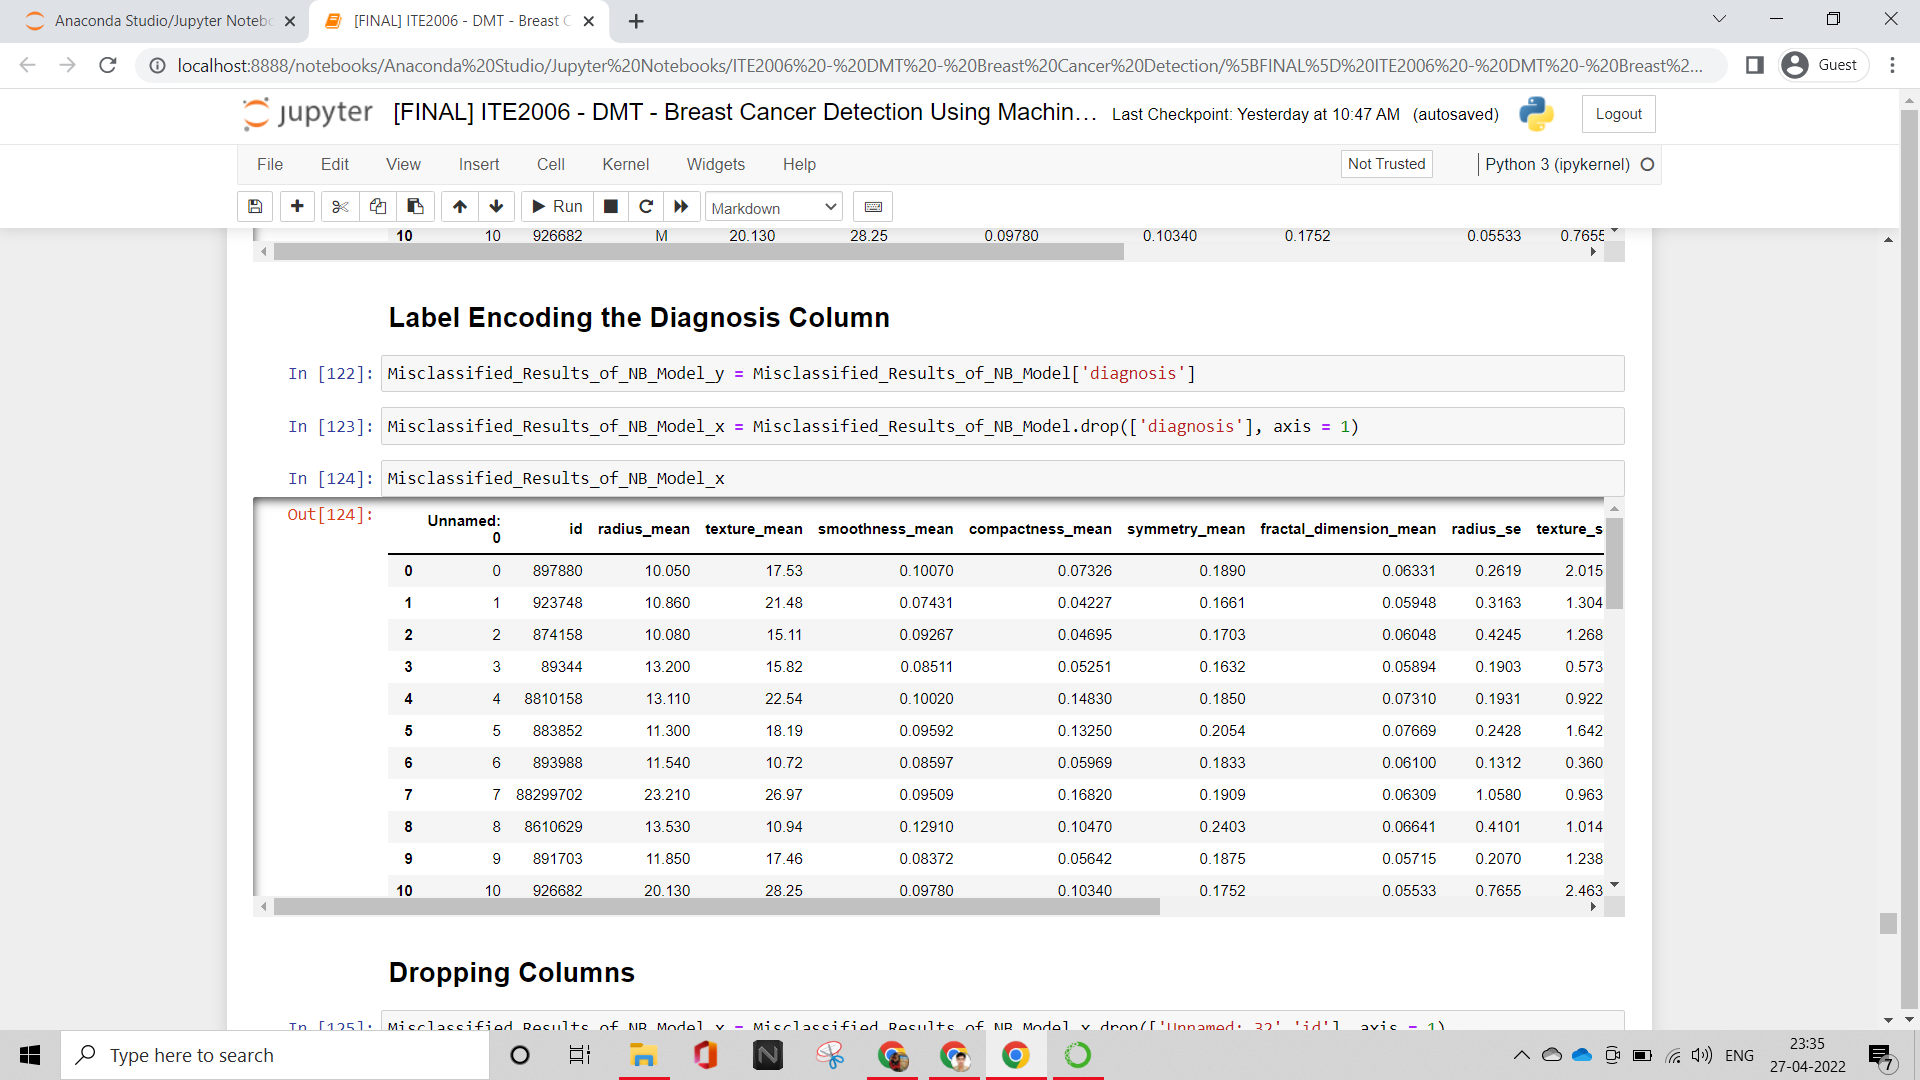 Anaconda Studio/Jupyter Noteb
[FINAL] ITE2006 - DMT - Breast C
localhost:8888/notebooks/Anaconda%20Studio/Jupyter%20Notebooks/ITE2006%20-%20DMT%20-%20Breast%20Cancer%20Detection/%5BFINAL%5D%20ITE2006%20-%20DMT%20-%20Breast%2...
Guest
jupyter [FINAL] ITE2006 - DMT - Breast Cancer Detection Using Machin... Last Checkpoint: Yesterday at 10:47 AM (autosaved) Logout
File Edit View Insert Cell Kernel Widgets Help Not Trusted Python 3 (ipykernel)
Run Markdown
10 10 926682 M 20.130 28.25 0.09780 0.10340 0.1752 0.05533 0.7655
Label Encoding the Diagnosis Column
In [122]: Misclassified_Results_of_NB_Model_y = Misclassified_Results_of_NB_Model['diagnosis']
In [123]: Misclassified_Results_of_NB_Model_x = Misclassified_Results_of_NB_Model.drop(['diagnosis'], axis = 1)
In [124]: Misclassified_Results_of_NB_Model_x
Out[124]:
Unnamed: 0 id radius_mean texture_mean smoothness_mean compactness_mean symmetry_mean fractal_dimension_mean radius_se texture_s
0 0 897880 10.050 17.53 0.10070 0.07326 0.1890 0.06331 0.2619 2.015
1 1 923748 10.860 21.48 0.07431 0.04227 0.1661 0.05948 0.3163 1.304
2 2 874158 10.080 15.11 0.09267 0.04695 0.1703 0.06048 0.4245 1.268
3 3 89344 13.200 15.82 0.08511 0.05251 0.1632 0.05894 0.1903 0.573
4 4 8810158 13.110 22.54 0.10020 0.14830 0.1850 0.07310 0.1931 0.922
5 5 883852 11.300 18.19 0.09592 0.13250 0.2054 0.07669 0.2428 1.642
6 6 893988 11.540 10.72 0.08597 0.05969 0.1833 0.06100 0.1312 0.360
7 7 88299702 23.210 26.97 0.09509 0.16820 0.1909 0.06309 1.0580 0.963
8 8 8610629 13.530 10.94 0.12910 0.10470 0.2403 0.06641 0.4101 1.014
9 9 891703 11.850 17.46 0.08372 0.05642 0.1875 0.05715 0.2070 1.238
10 10 926682 20.130 28.25 0.09780 0.10340 0.1752 0.05533 0.7655 2.463
Dropping Columns
In [125]: Misclassified_Results_of_NB_Model_x = Misclassified_Results_of_NB_Model_x.drop(['Unnamed: 32','id'], axis = 1)
Type here to search
ENG
23:35
27-04-2022
7